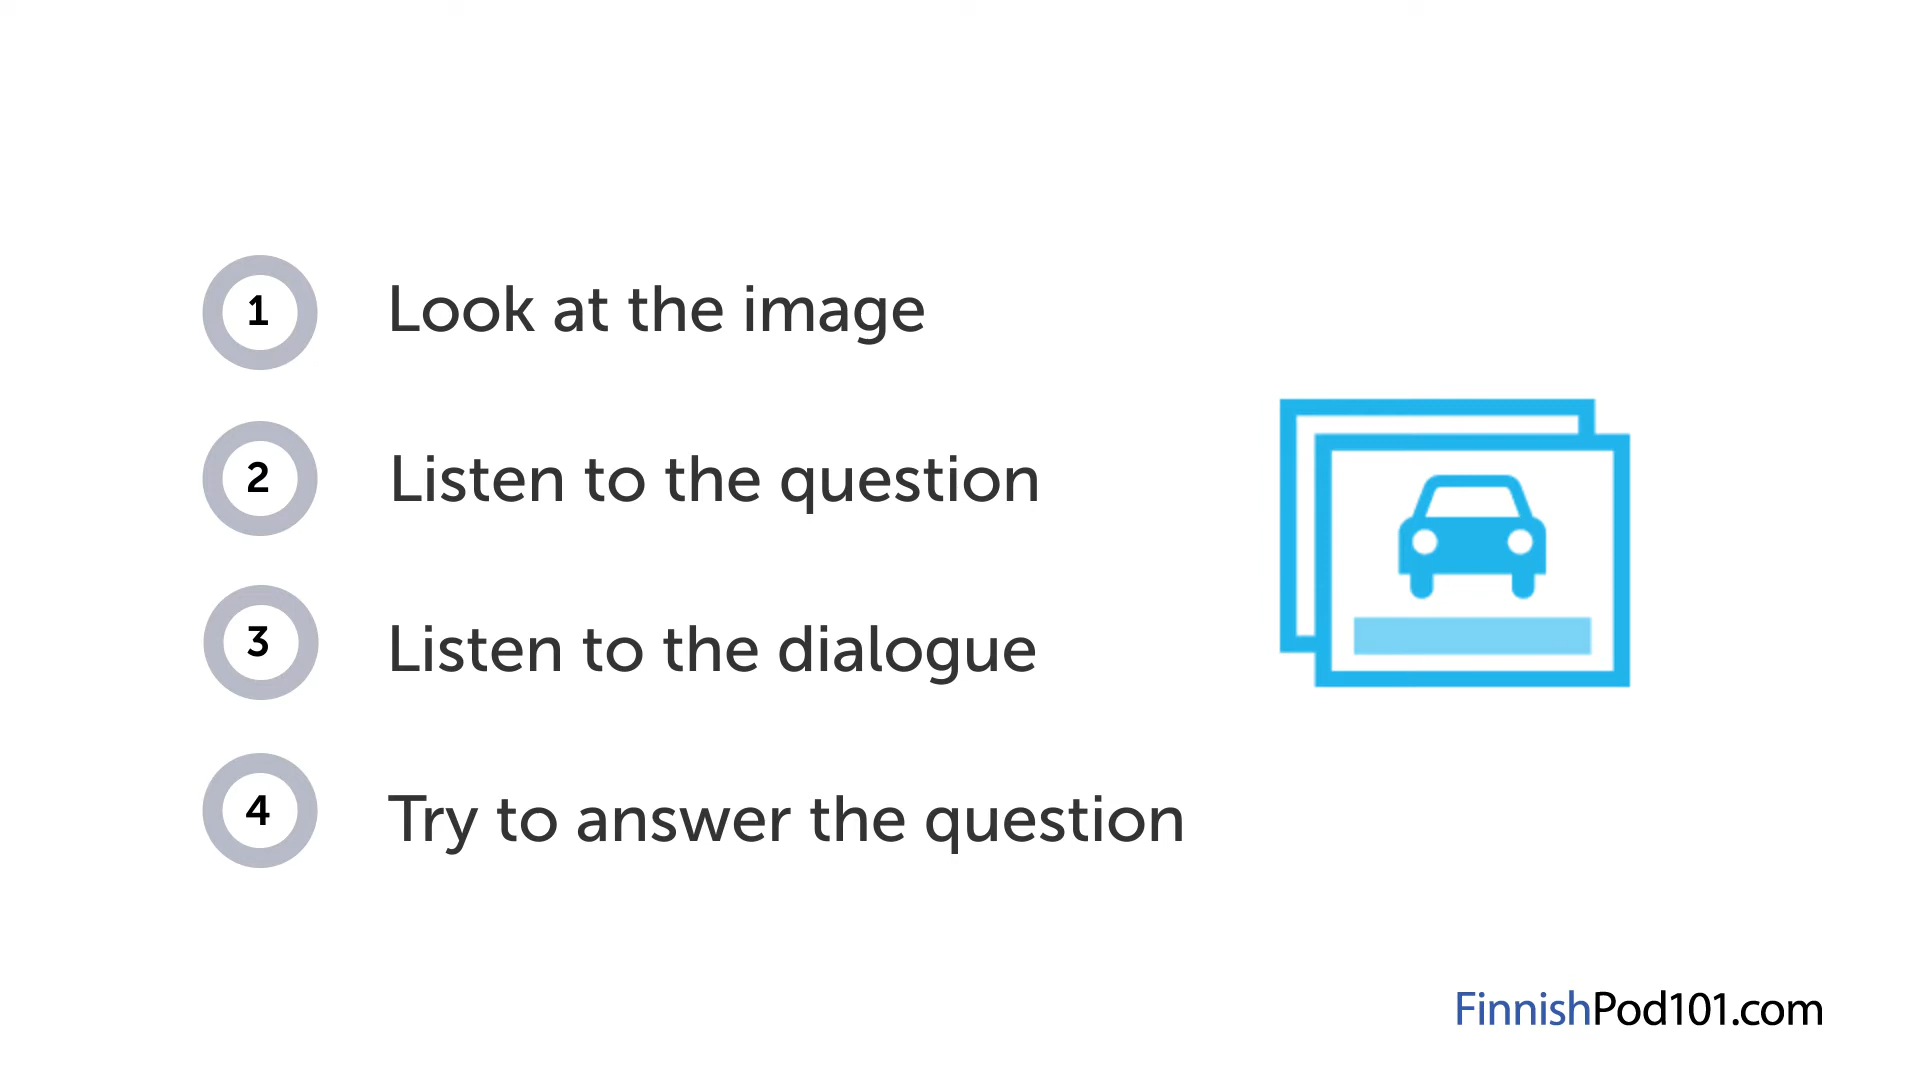 1 Look at the image
2 Listen to the question
3 Listen to the dialogue
4 Try to answer the question
FinnishPod101.com